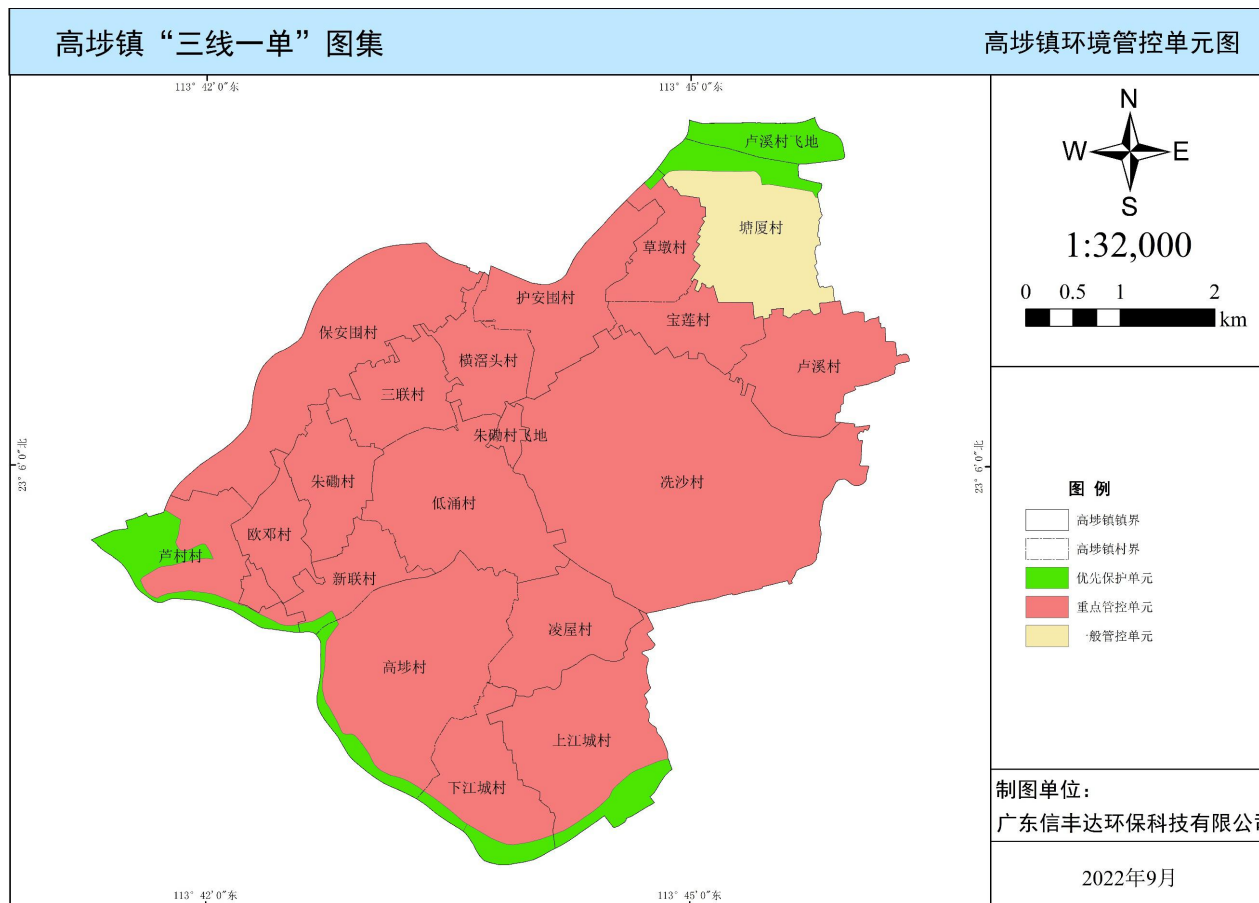 高埗镇“三线一单”图集
高埗镇环境管控单元图
113° 42′ 0″东
113° 45′ 0″东
N
W
E
S
1:32,000
0 0.5 1 2
km
卢溪村飞地
塘厦村
草墩村
护安围村
宝莲村
保安围村
横滘头村
卢溪村
三联村
朱磡村飞地
23° 6′ 0″北
23° 6′ 0″北
朱磡村
冼沙村
低涌村
欧邓村
芦村村
新联村
凌屋村
高埗村
上江城村
下江城村
图 例
高埗镇镇界
高埗镇村界
优先保护单元
重点管控单元
一般管控单元
制图单位：
广东信丰达环保科技有限公司
2022年9月
113° 42′ 0″东
113° 45′ 0″东